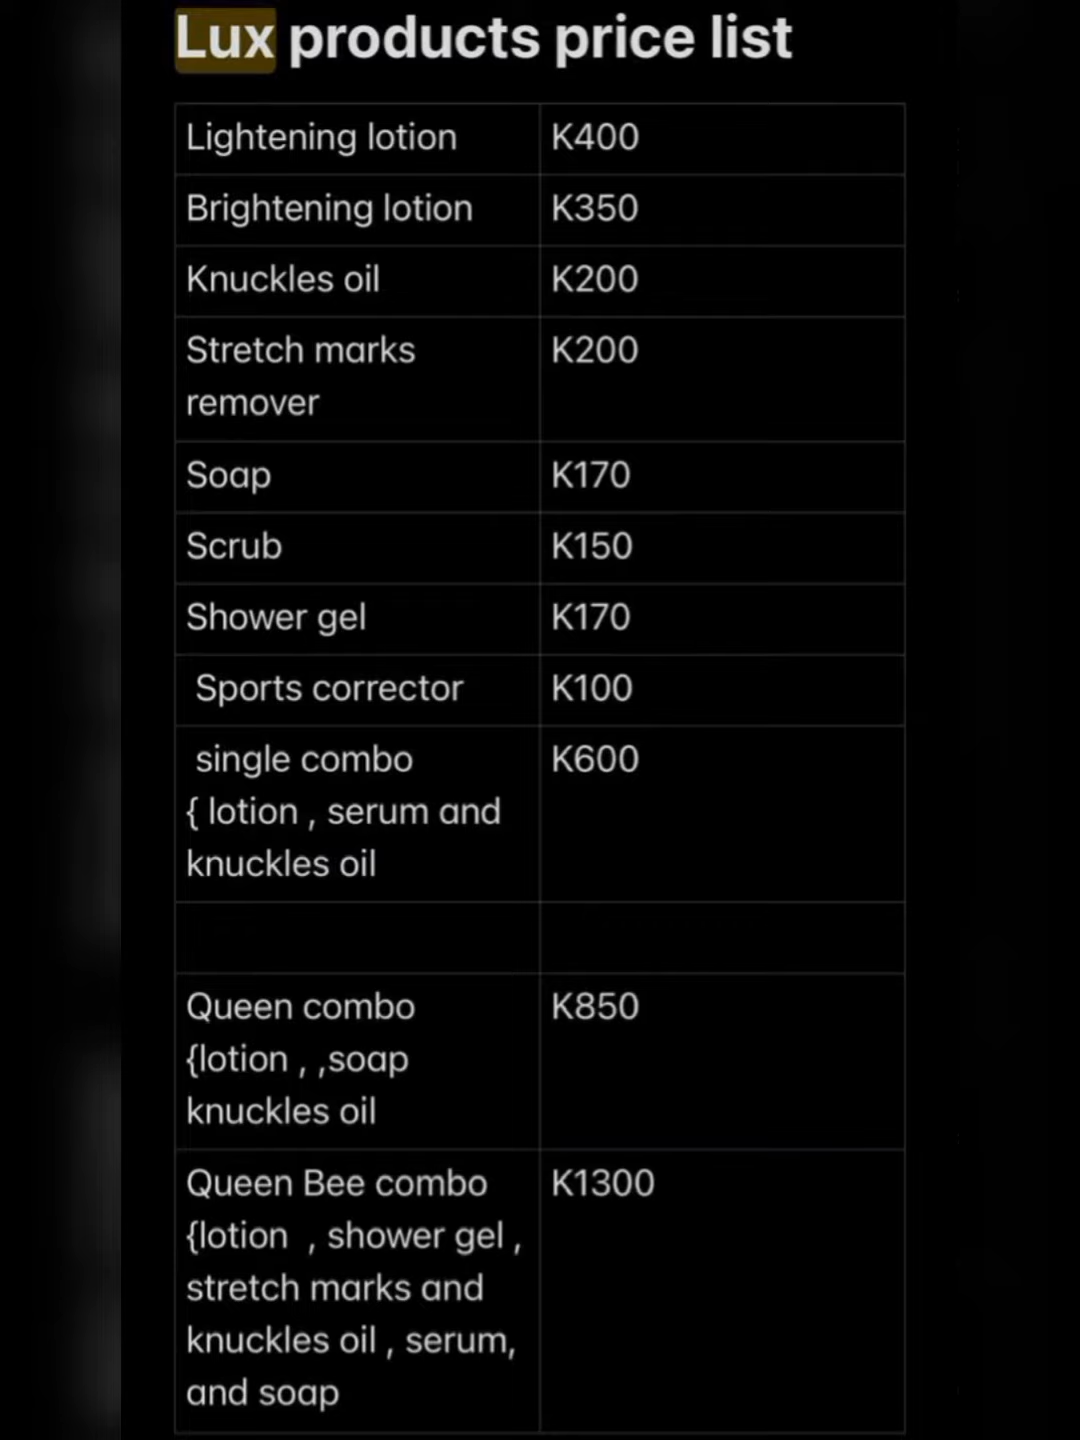 Lux products price list
Lightening lotion K400
Brightening lotion K350
Knuckles oil K200
Stretch marks K200
remover
Soap K170
Scrub K150
Shower gel K170
Sports corrector K100
single combo K600
{ lotion , serum and
knuckles oil
Queen combo K850
{lotion , ,soap
knuckles oil
Queen Bee combo K1300
{lotion  , shower gel ,
stretch marks and
knuckles oil , serum,
and soap